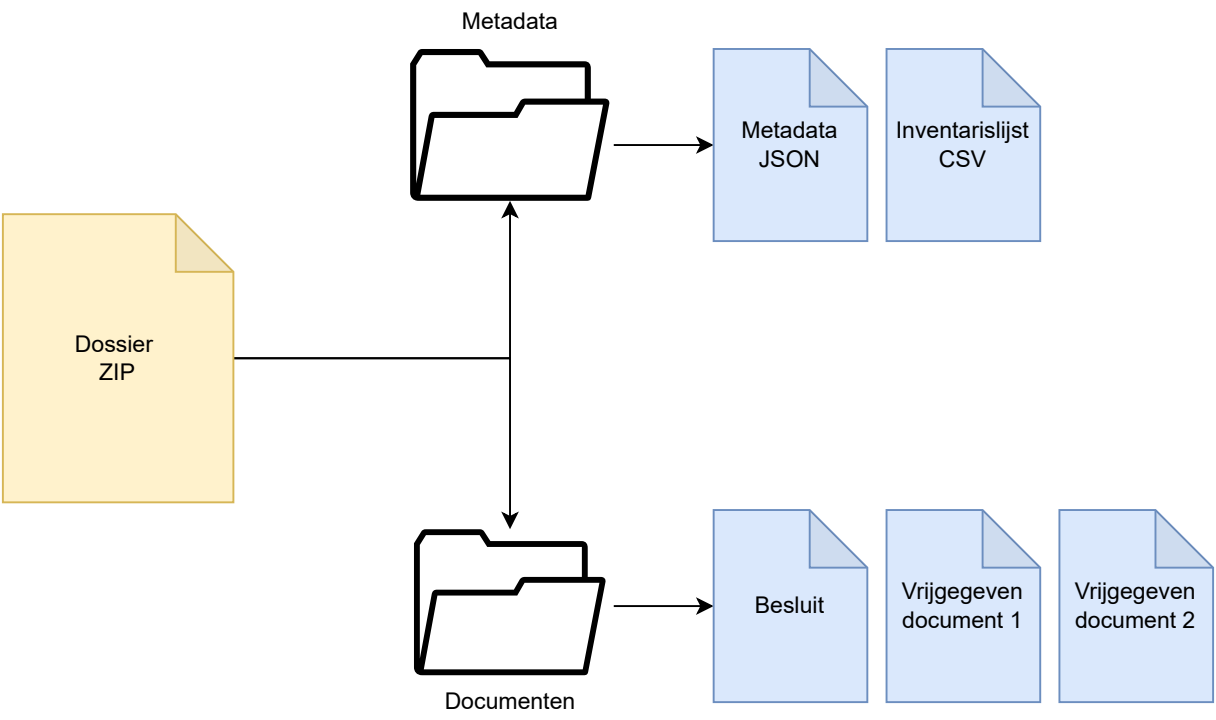 Metadata
Metadata
JSON
Inventarislijst
CSV
Dossier
ZIP
Besluit
Vrijgegeven
document 1
Vrijgegeven
document 2
Documenten